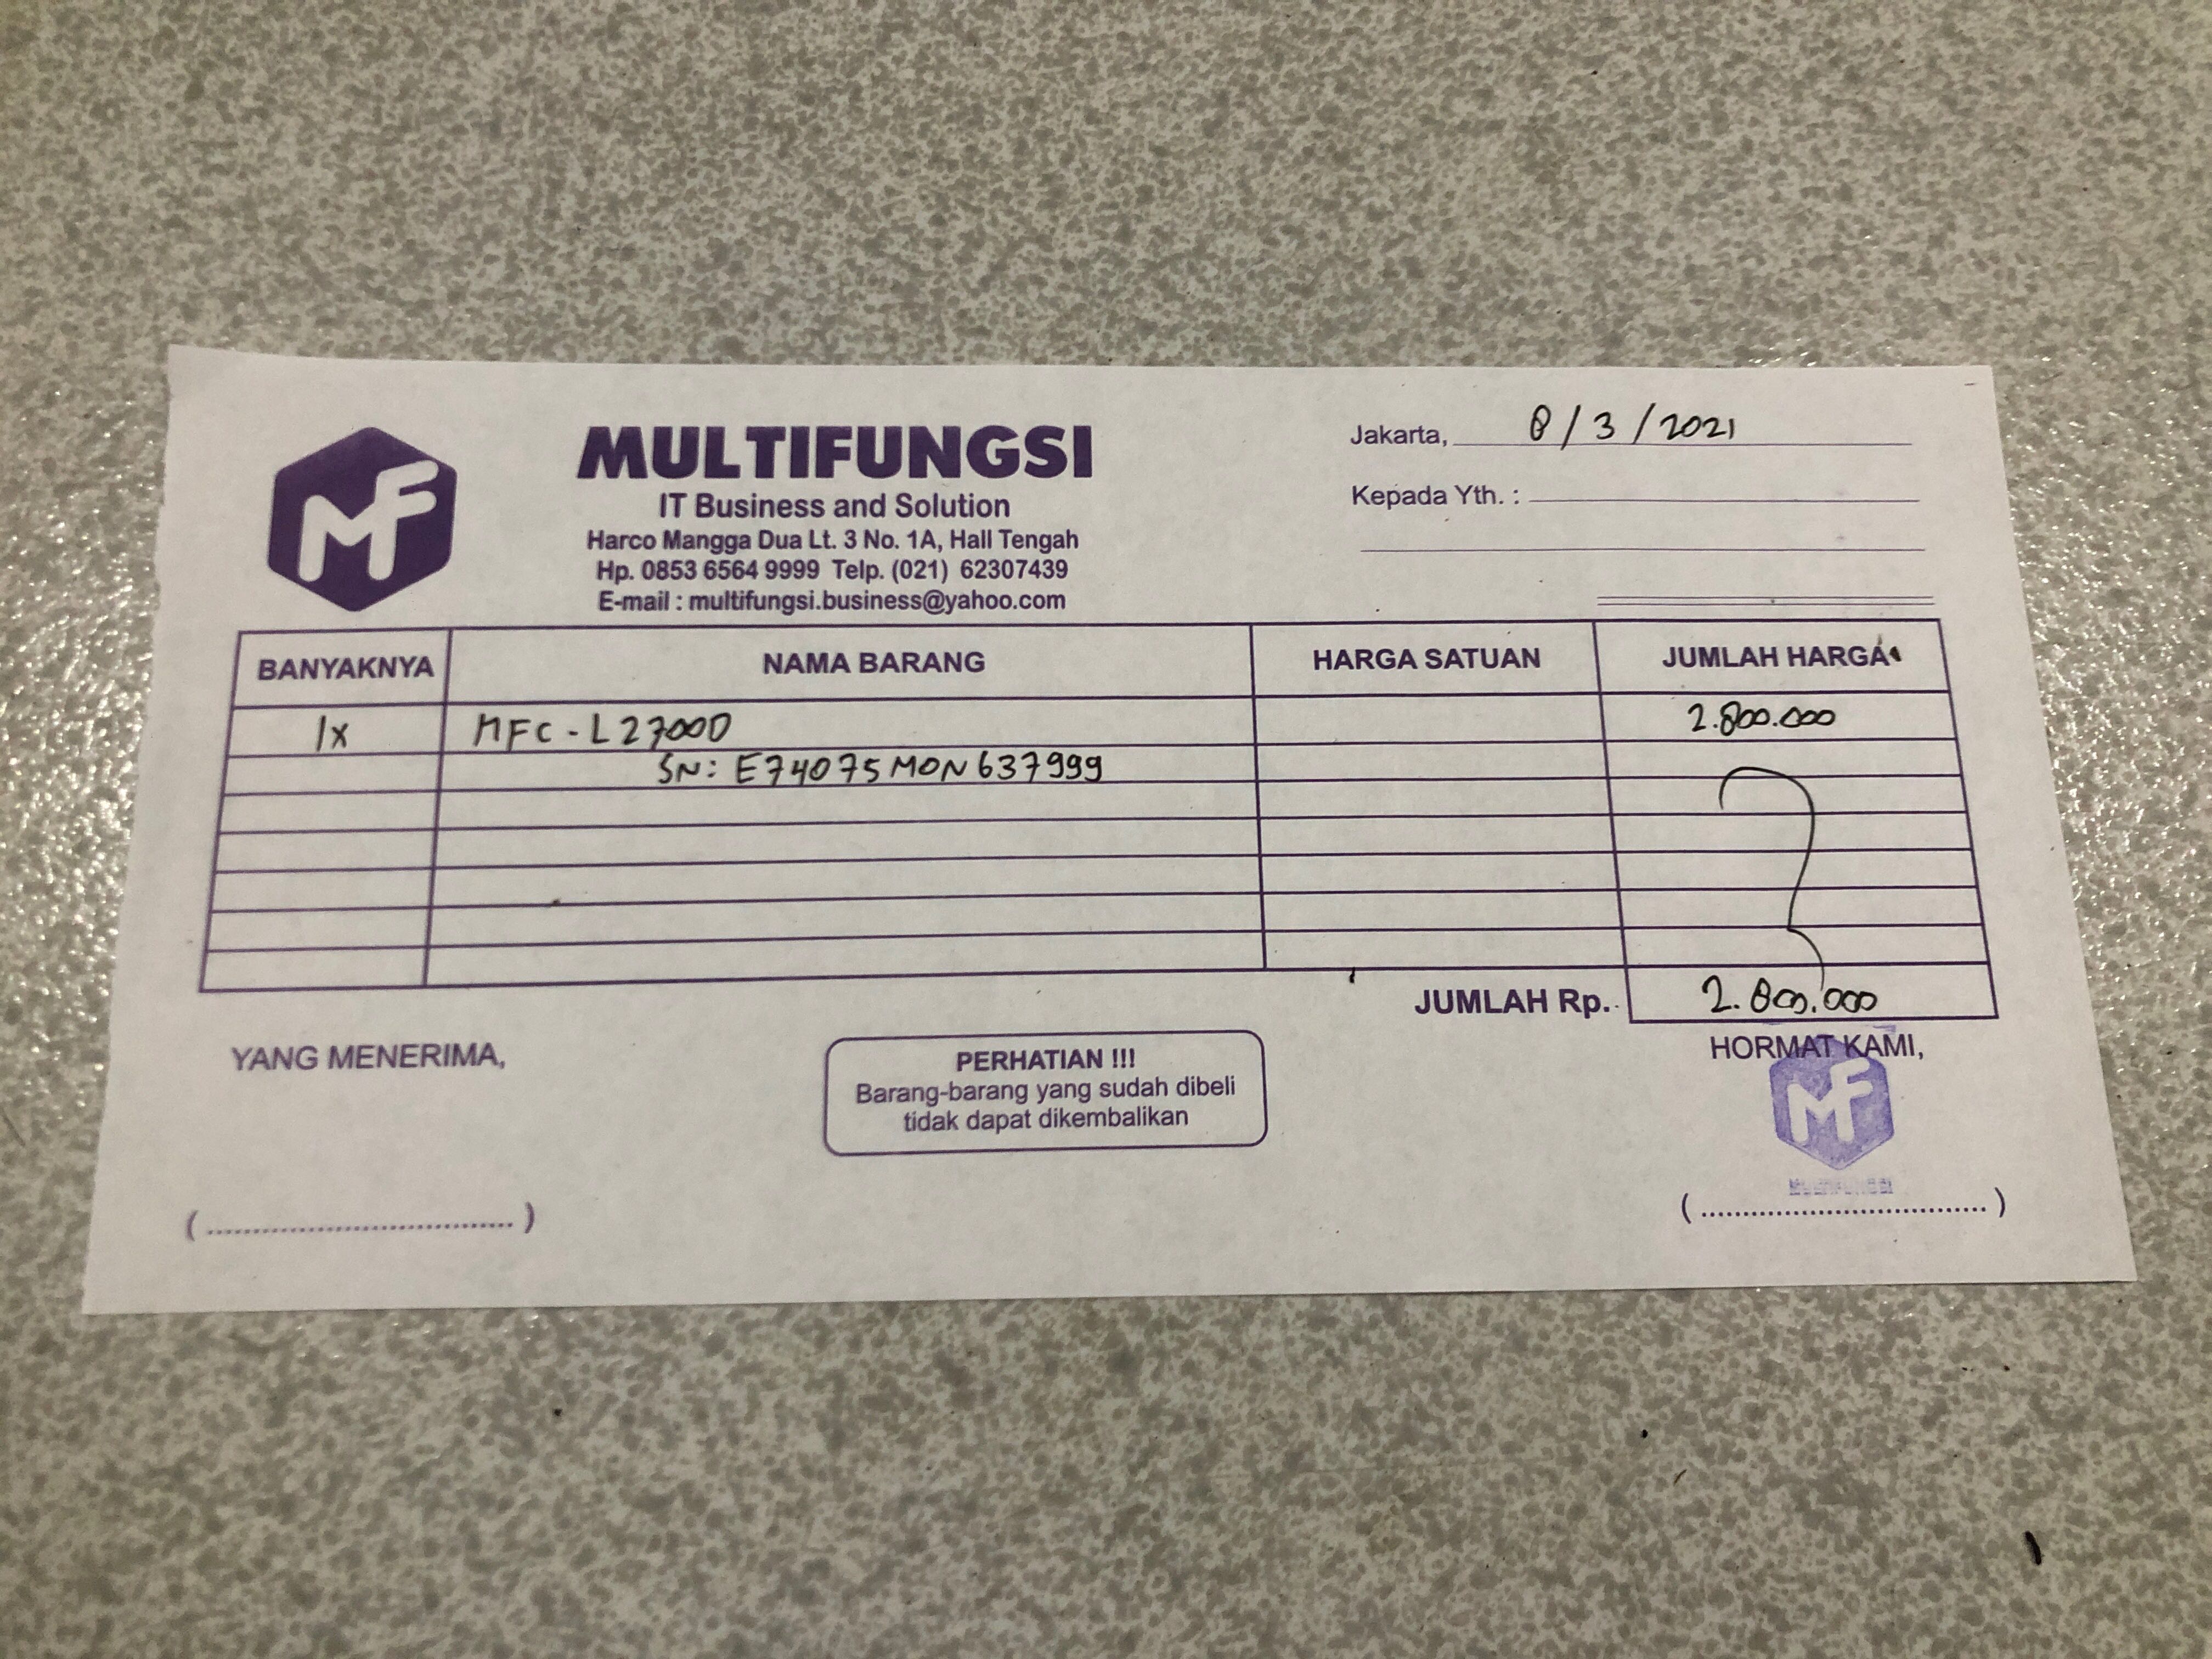 MF
MULTIFUNGSI
IT Business and Solution
Harco Mangga Dua Lt. 3 No. 1A, Hall Tengah
Hp. 0853 6564 9999 Telp. (021) 62307439
E-mail : multifungsi.business@yahoo.com
Jakarta, 8/3/2021
Kepada Yth. :
BANYAKNYA NAMA BARANG HARGA SATUAN JUMLAH HARGA
1x MFC-L2700D 2.800.000
SN: E74075M0N637999
JUMLAH Rp. 2.800.000
YANG MENERIMA,
(................................)
PERHATIAN !!!
Barang-barang yang sudah dibeli
tidak dapat dikembalikan
HORMAT KAMI,
MF
MULTIFUNGSI
(................................)